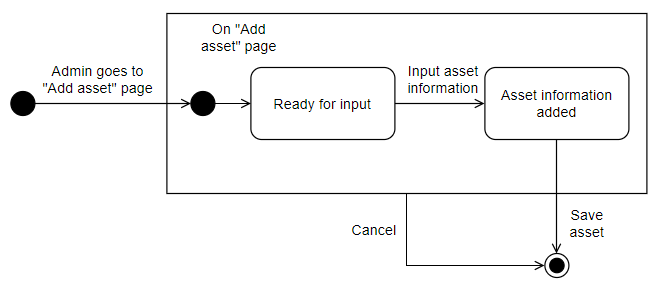 Admin goes to
"Add asset" page
On "Add
asset" page
Ready for input
Input asset
information
Asset information
added
Cancel
Save
asset